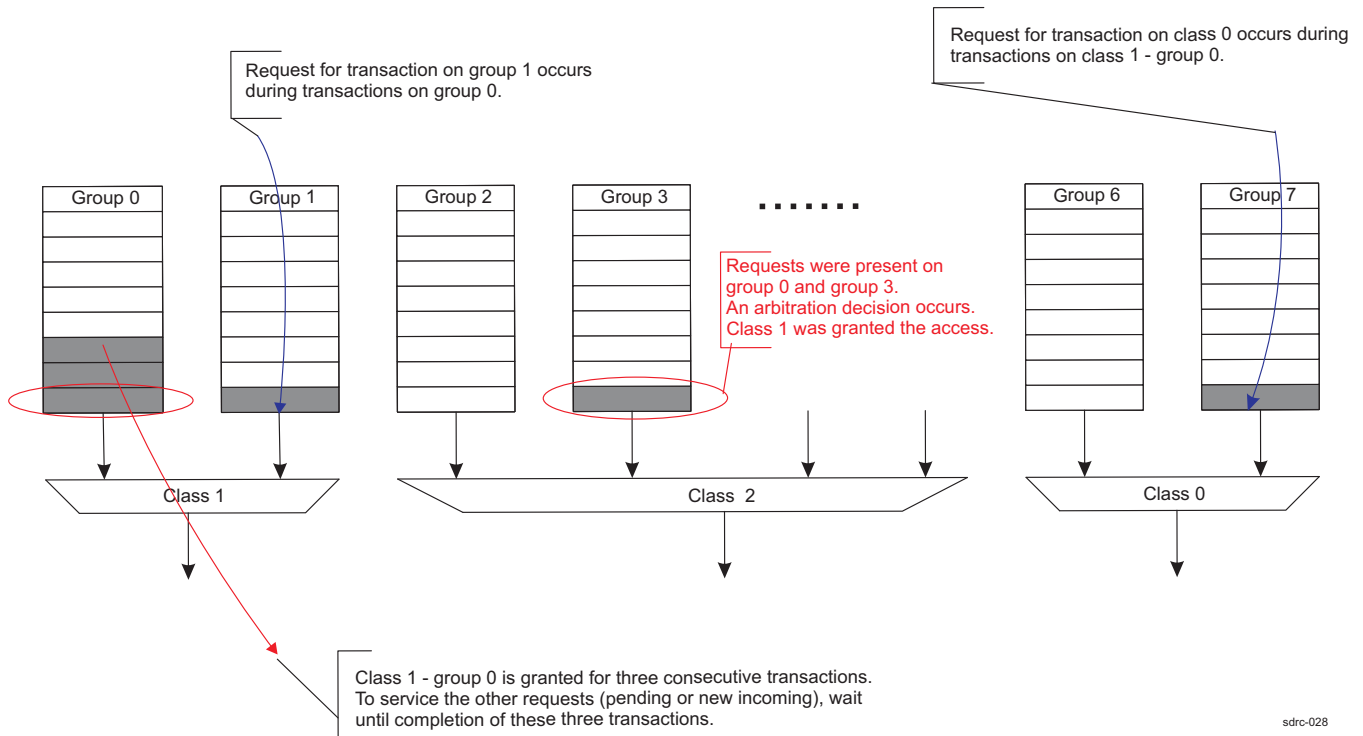 Request for transaction on class 0 occurs during
transactions on class 1 - group 0.
Request for transaction on group 1 occurs
during transactions on group 0.
Group 0
Group 1
Group 2
Group 3
.......
Group 6
Group 7
Requests were present on
group 0 and group 3.
An arbitration decision occurs.
Class 1 was granted the access.
Class 1
Class 2
Class 0
Class 1 - group 0 is granted for three consecutive transactions.
To service the other requests (pending or new incoming), wait
until completion of these three transactions.
sdrc-028